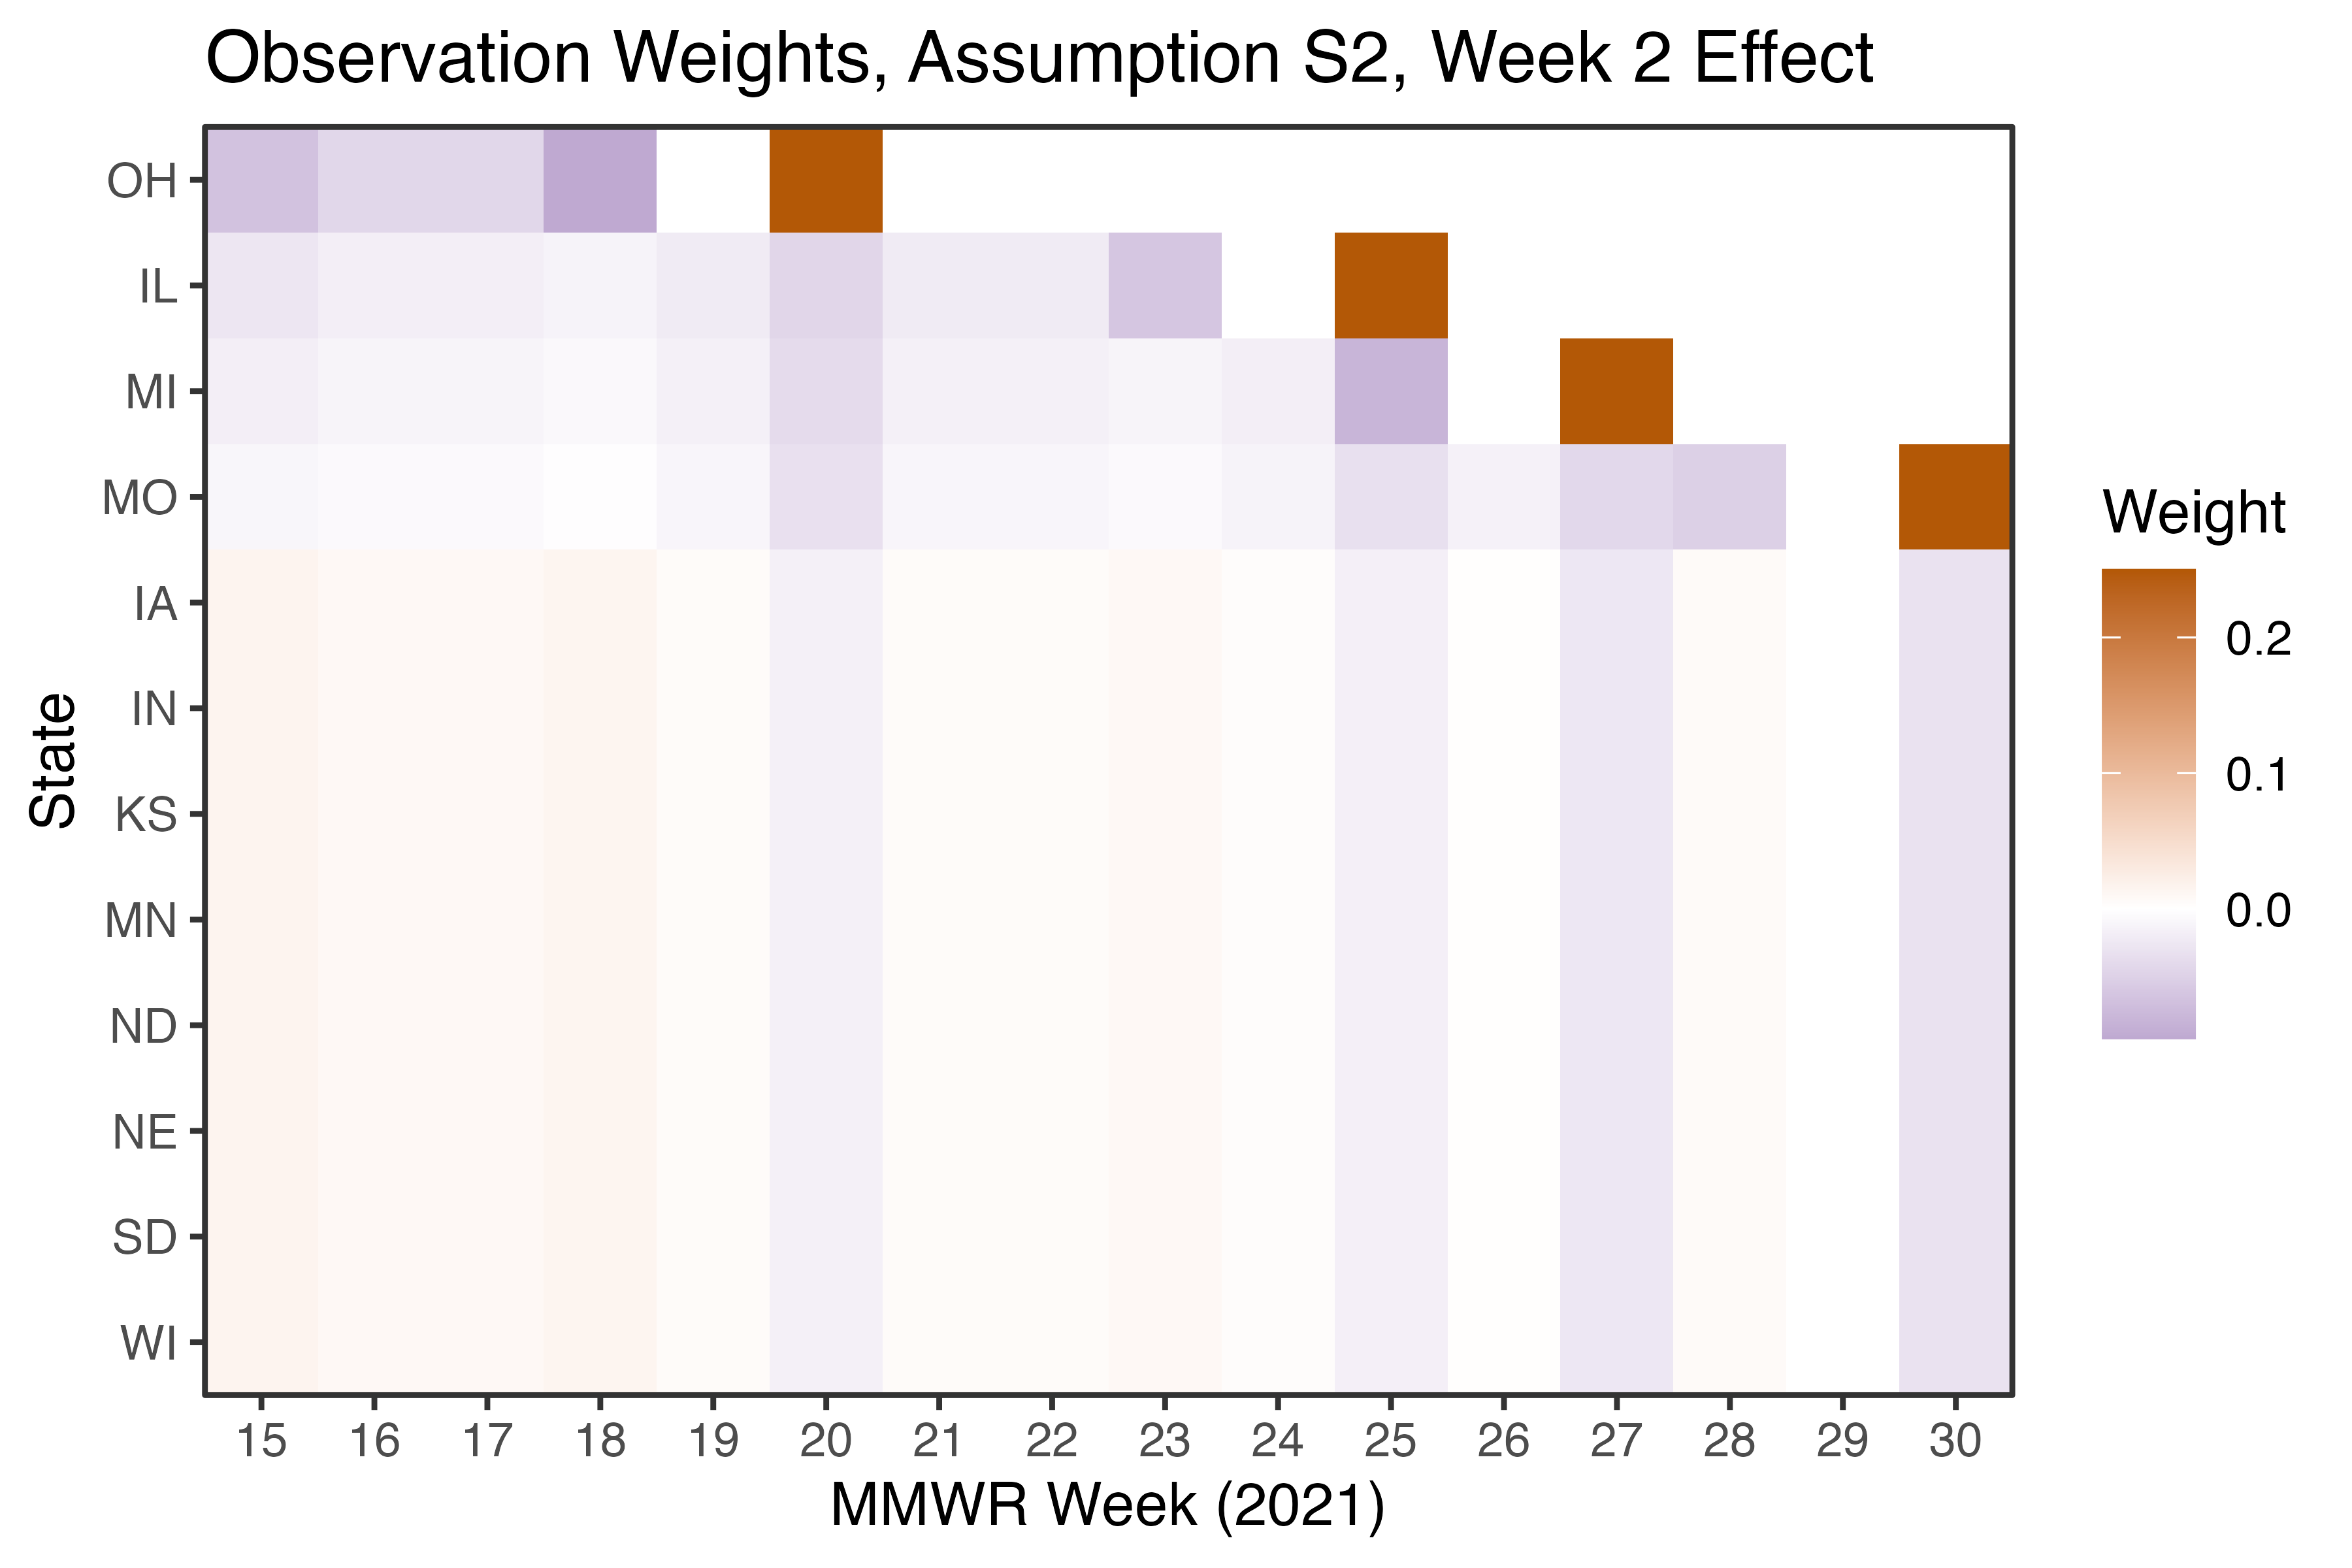 Observation Weights, Assumption S2, Week 2 Effect
OH
IL
MI
MO
IA
IN
KS
MN
ND
NE
SD
WI
State
15 16 17 18 19 20 21 22 23 24 25 26 27 28 29 30
MMWR Week (2021)
Weight
0.2
0.1
0.0